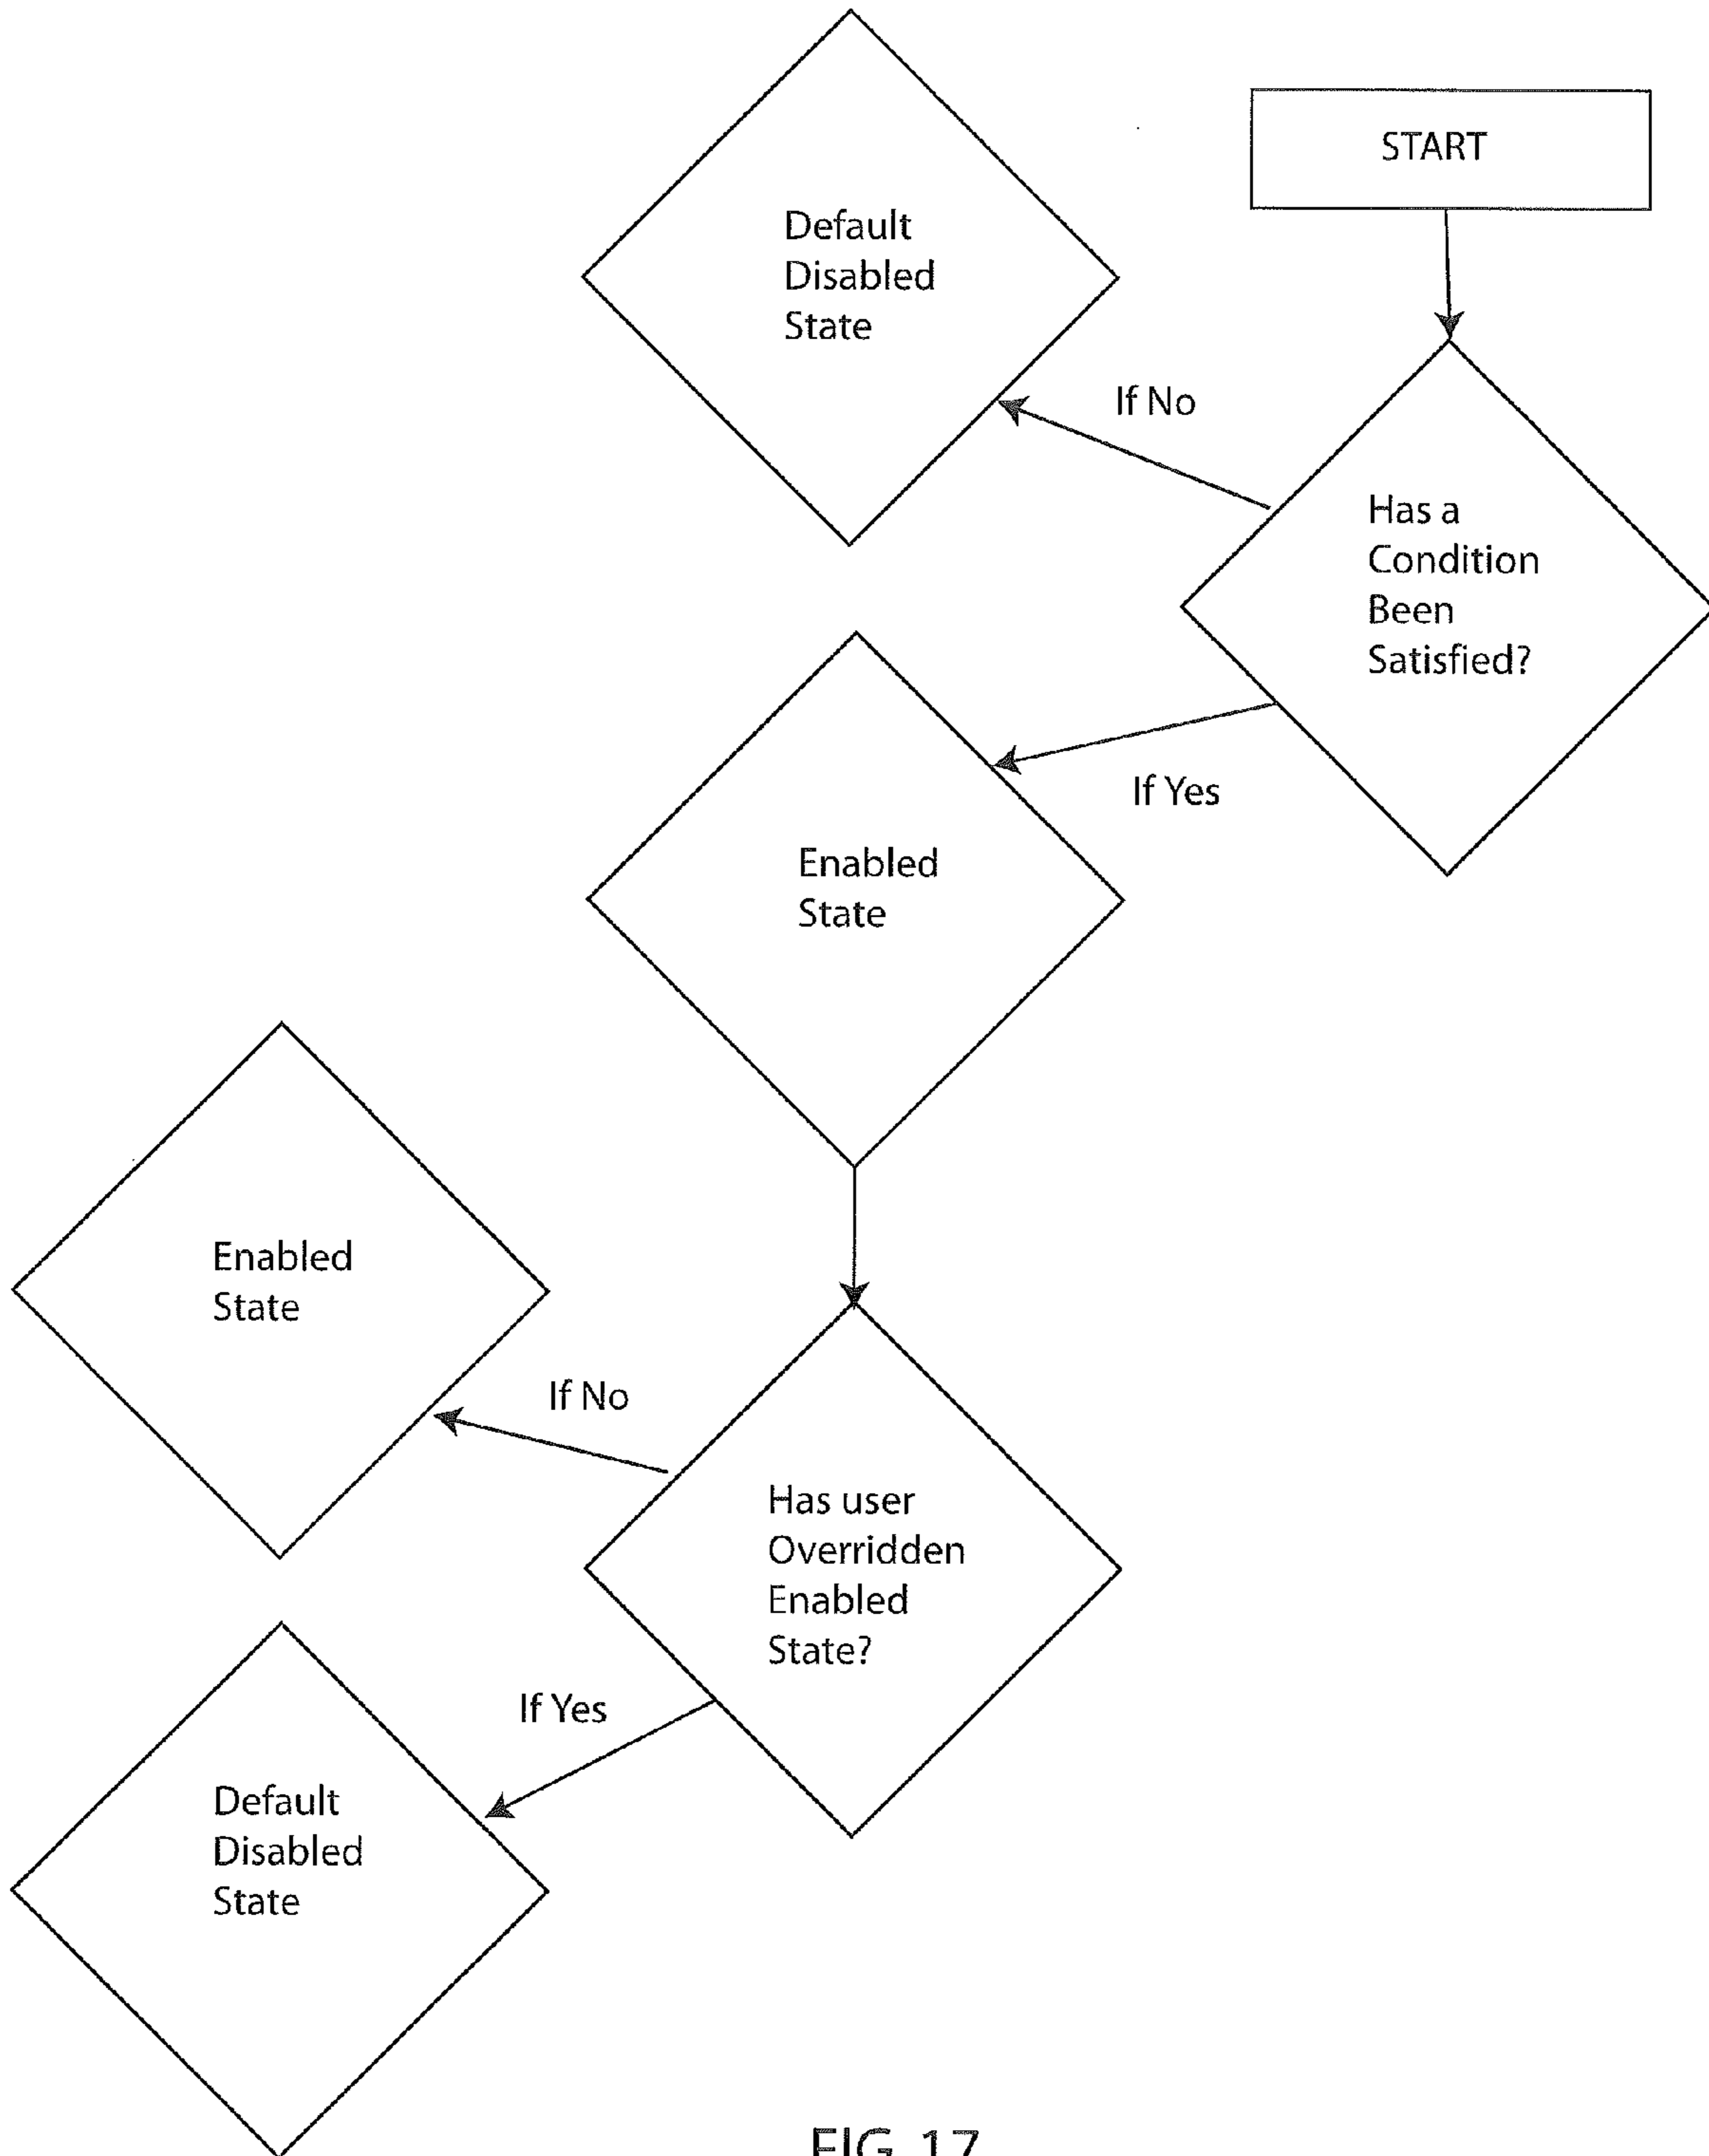 START
Default
Disabled
State
If No
Has a
Condition
Been
Satisfied?
If Yes
Enabled
State
Enabled
State
If No
Has user
Overridden
Enabled
State?
If Yes
Default
Disabled
State
FIG. 17